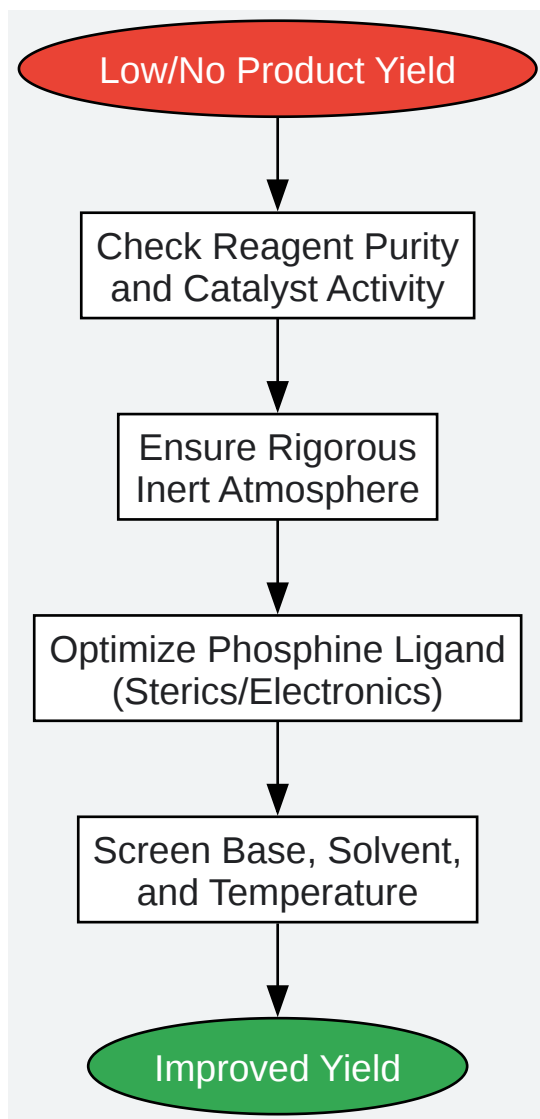 Low/No Product Yield
Check Reagent Purity
and Catalyst Activity
Ensure Rigorous
Inert Atmosphere
Optimize Phosphine Ligand
(Sterics/Electronics)
Screen Base, Solvent,
and Temperature
Improved Yield